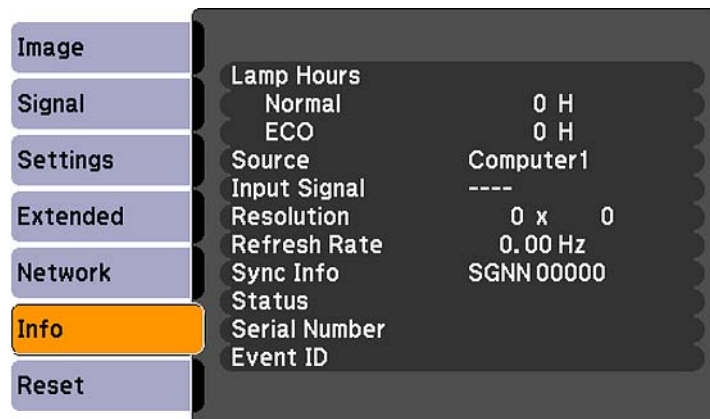 Image
Signal
Settings
Extended
Network
Info
Reset
Lamp Hours
Normal 0 H
ECO 0 H
Source Computer1
Input Signal ----
Resolution 0 x 0
Refresh Rate 0.00 Hz
Sync Info SGNN 00000
Status
Serial Number
Event ID